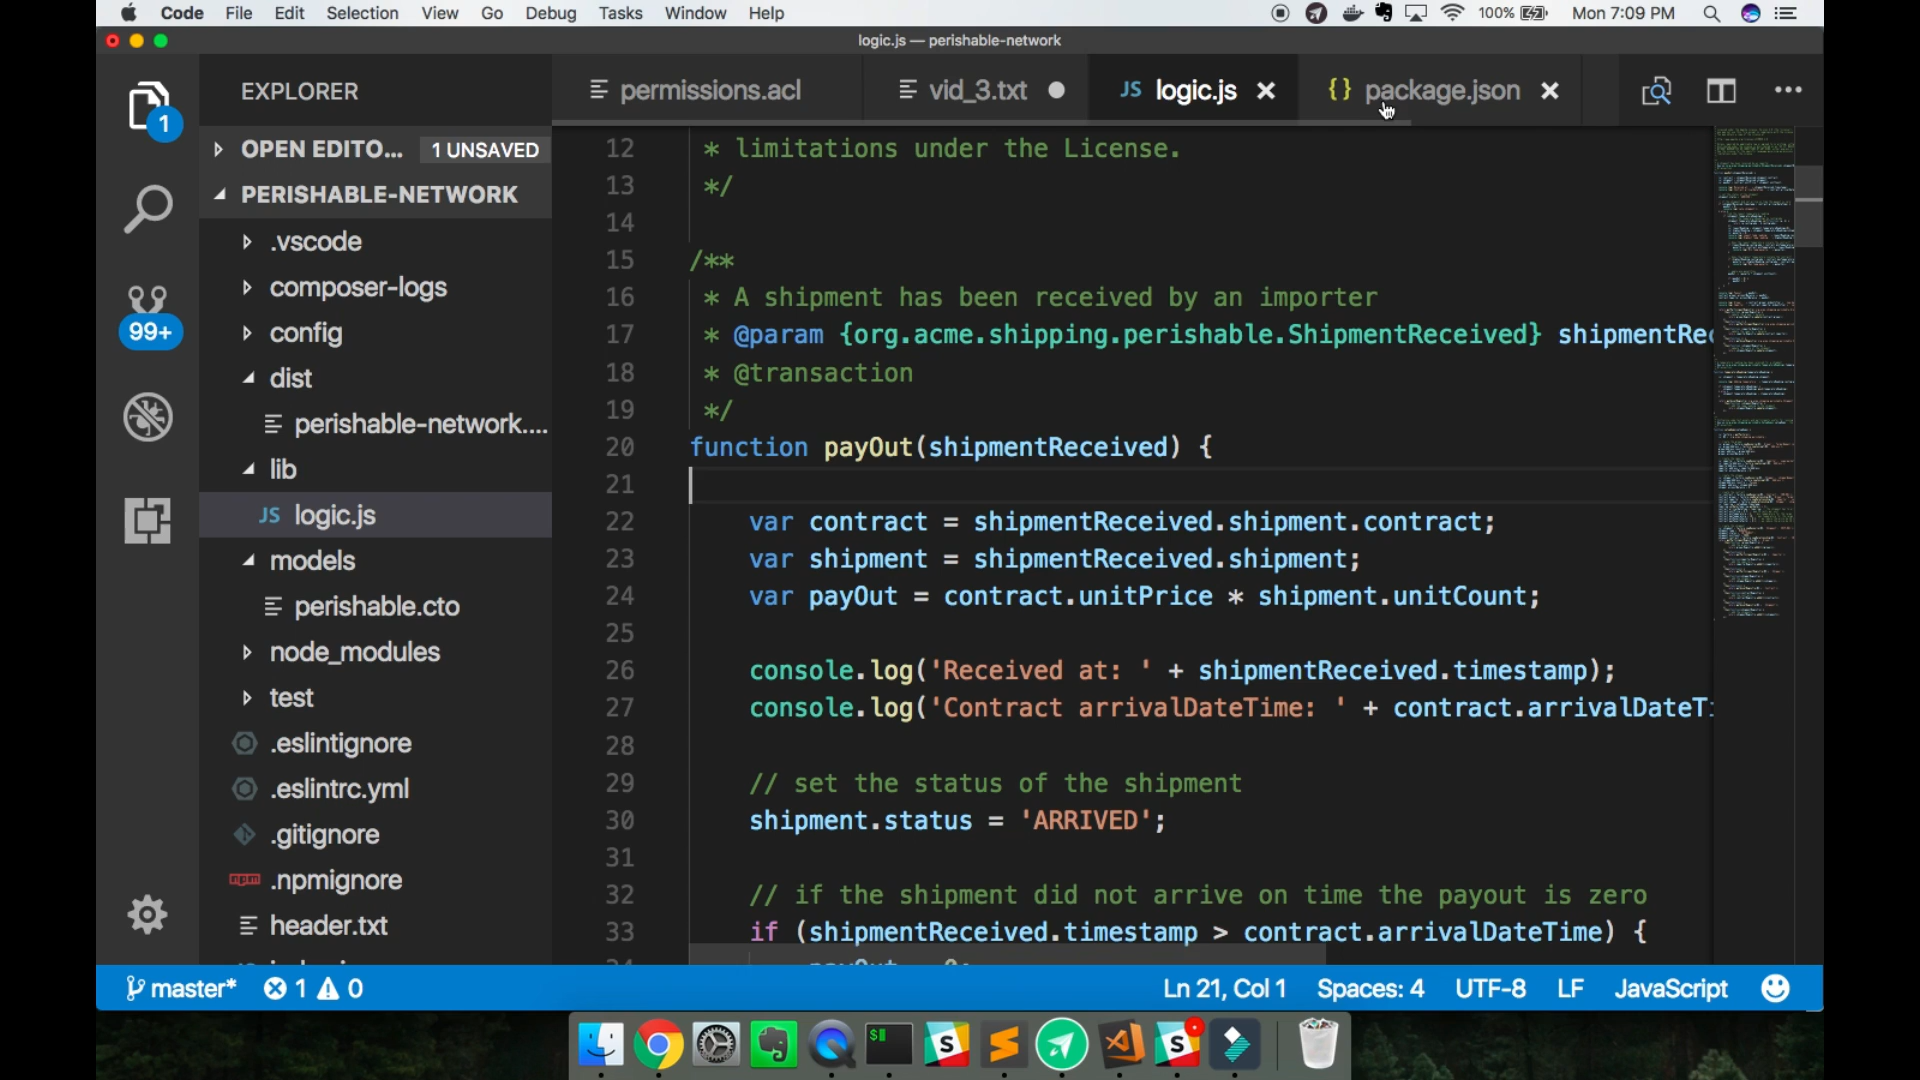 Code File Edit Selection View Go Debug Tasks Window Help 100% Mon 7:09 PM
logic.js — perishable-network
EXPLORER
1
OPEN EDITO... 1 UNSAVED
PERISHABLE-NETWORK
.vscode
composer-logs
99+
config
dist
perishable-network....
lib
JS logic.js
models
perishable.cto
node_modules
test
.eslintignore
.eslintrc.yml
.gitignore
npm .npmignore
header.txt
permissions.acl vid_3.txt JS logic.js {} package.json
12 * limitations under the License.
13 */
14
15 /**
16 * A shipment has been received by an importer
17 * @param {org.acme.shipping.perishable.ShipmentReceived} shipmentRec
18 * @transaction
19 */
20 function payOut(shipmentReceived) {
21
22 var contract = shipmentReceived.shipment.contract;
23 var shipment = shipmentReceived.shipment;
24 var payOut = contract.unitPrice * shipment.unitCount;
25
26 console.log('Received at: ' + shipmentReceived.timestamp);
27 console.log('Contract arrivalDateTime: ' + contract.arrivalDateT
28
29 // set the status of the shipment
30 shipment.status = 'ARRIVED';
31
32 // if the shipment did not arrive on time the payout is zero
33 if (shipmentReceived.timestamp > contract.arrivalDateTime) {
master* 1 0 Ln 21, Col 1 Spaces: 4 UTF-8 LF JavaScript
$ S S S